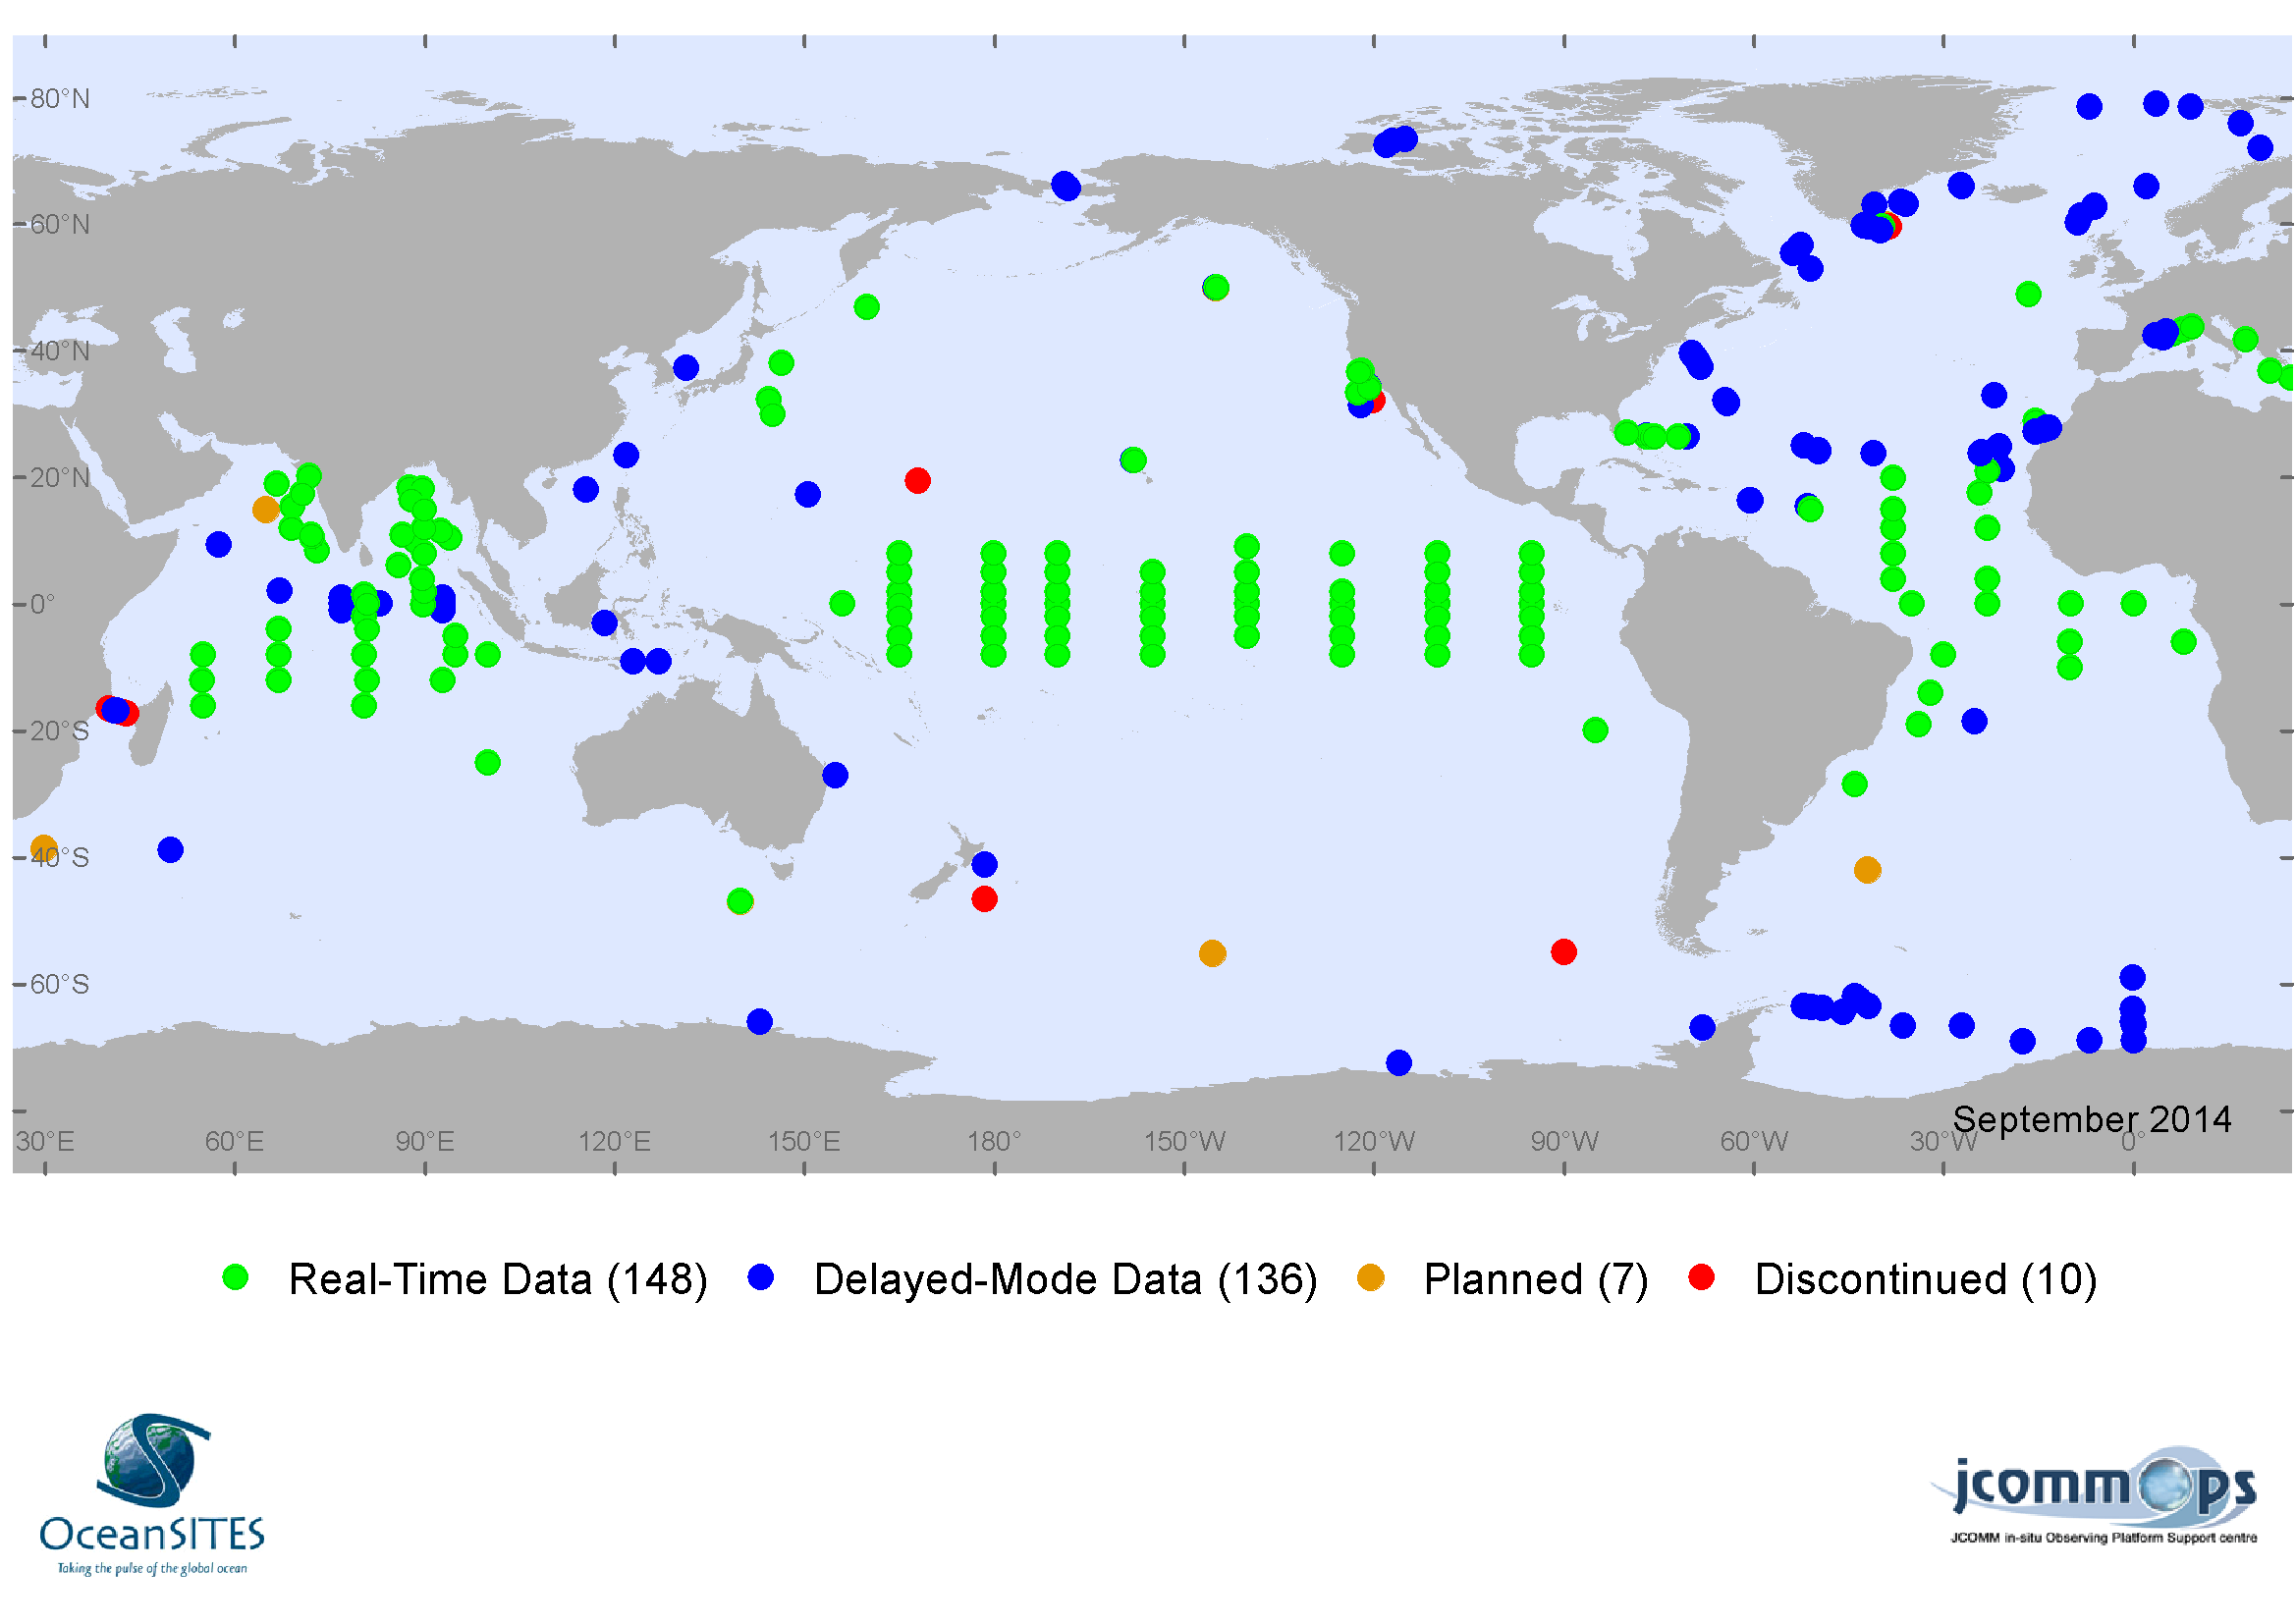 80°N
60°N
40°N
20°N
0°
20°S
40°S
60°S
September 2014
30°E 60°E 90°E 120°E 150°E 180° 150°W 120°W 90°W 60°W 30°W 0°
Real-Time Data (148) Delayed-Mode Data (136) Planned (7) Discontinued (10)
OceanSITES
Taking the pulse of the global ocean
jcommops
JCOMM in-situ Observing Platform Support centre